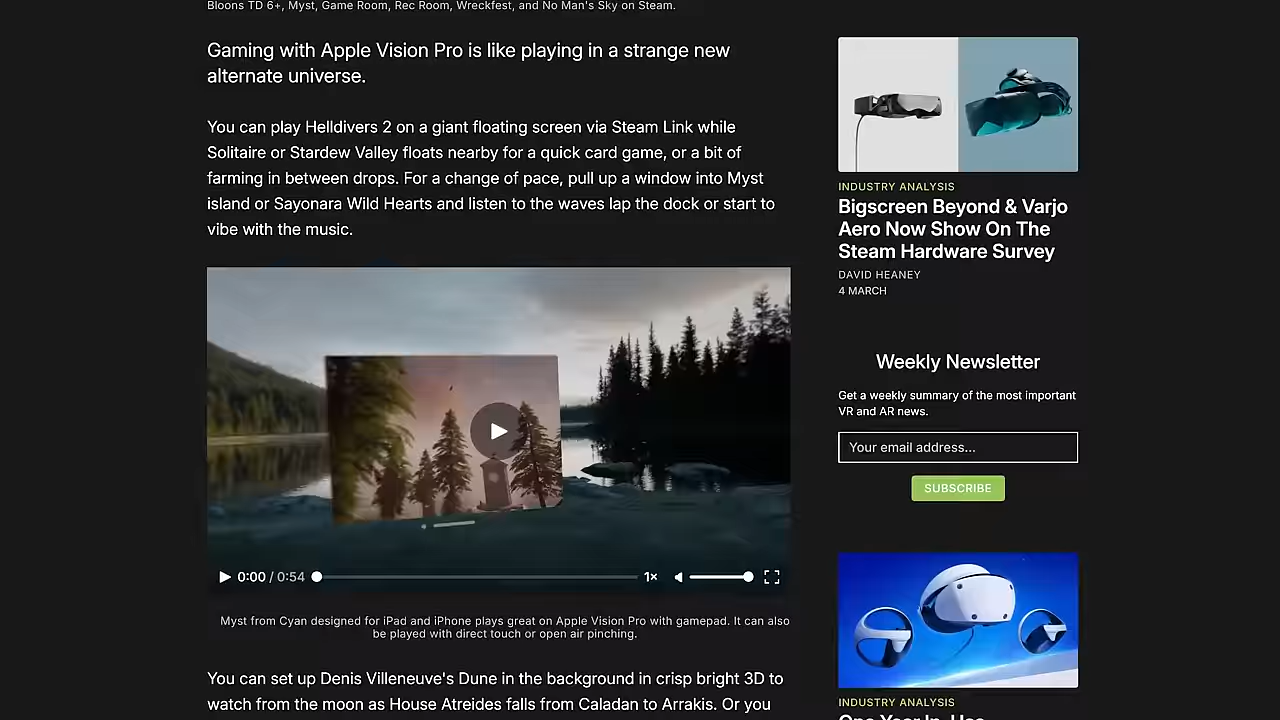 Bloons TD 6+, Myst, Game Room, Rec Room, Wreckfest, and No Man's Sky on Steam.
Gaming with Apple Vision Pro is like playing in a strange new
alternate universe.
You can play Helldivers 2 on a giant floating screen via Steam Link while
Solitaire or Stardew Valley floats nearby for a quick card game, or a bit of
farming in between drops. For a change of pace, pull up a window into Myst
island or Sayonara Wild Hearts and listen to the waves lap the dock or start to
vibe with the music.
0:00 / 0:54
1×
Myst from Cyan designed for iPad and iPhone plays great on Apple Vision Pro with gamepad. It can also
be played with direct touch or open air pinching.
You can set up Denis Villeneuve's Dune in the background in crisp bright 3D to
watch from the moon as House Atreides falls from Caladan to Arrakis. Or you
INDUSTRY ANALYSIS
Bigscreen Beyond & Varjo
Aero Now Show On The
Steam Hardware Survey
DAVID HEANEY
4 MARCH
Weekly Newsletter
Get a weekly summary of the most important
VR and AR news.
Your email address...
SUBSCRIBE
INDUSTRY ANALYSIS
One Year In, Has